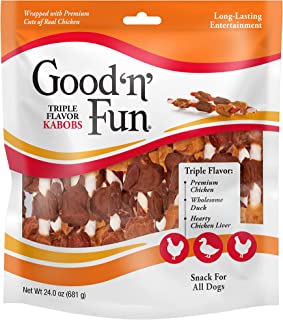 Wrapped with Premium
Cuts of Real Chicken
Long-Lasting
Entertainment
Good'n'
TRIPLE
FLAVOR
KABOBS
Fun®
Triple Flavor:
• Premium
Chicken
• Wholesome
Duck
• Hearty
Chicken Liver
Snack For
All Dogs
Net Wt 24.0 oz (681 g)